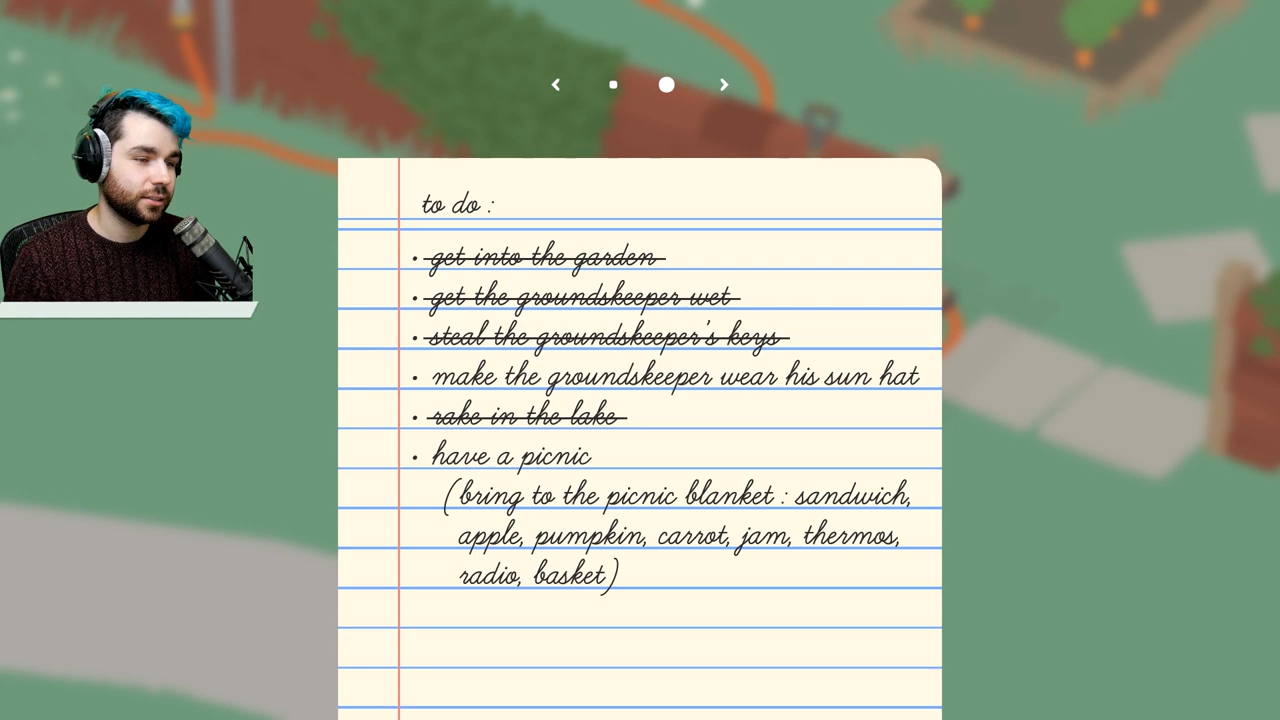 to do :
• get into the garden
• get the groundskeeper wet
• steal the groundskeeper's keys
• make the groundskeeper wear his sun hat
• rake in the lake
• have a picnic
(bring to the picnic blanket : sandwich,
apple, pumpkin, carrot, jam, thermos,
radio, basket)